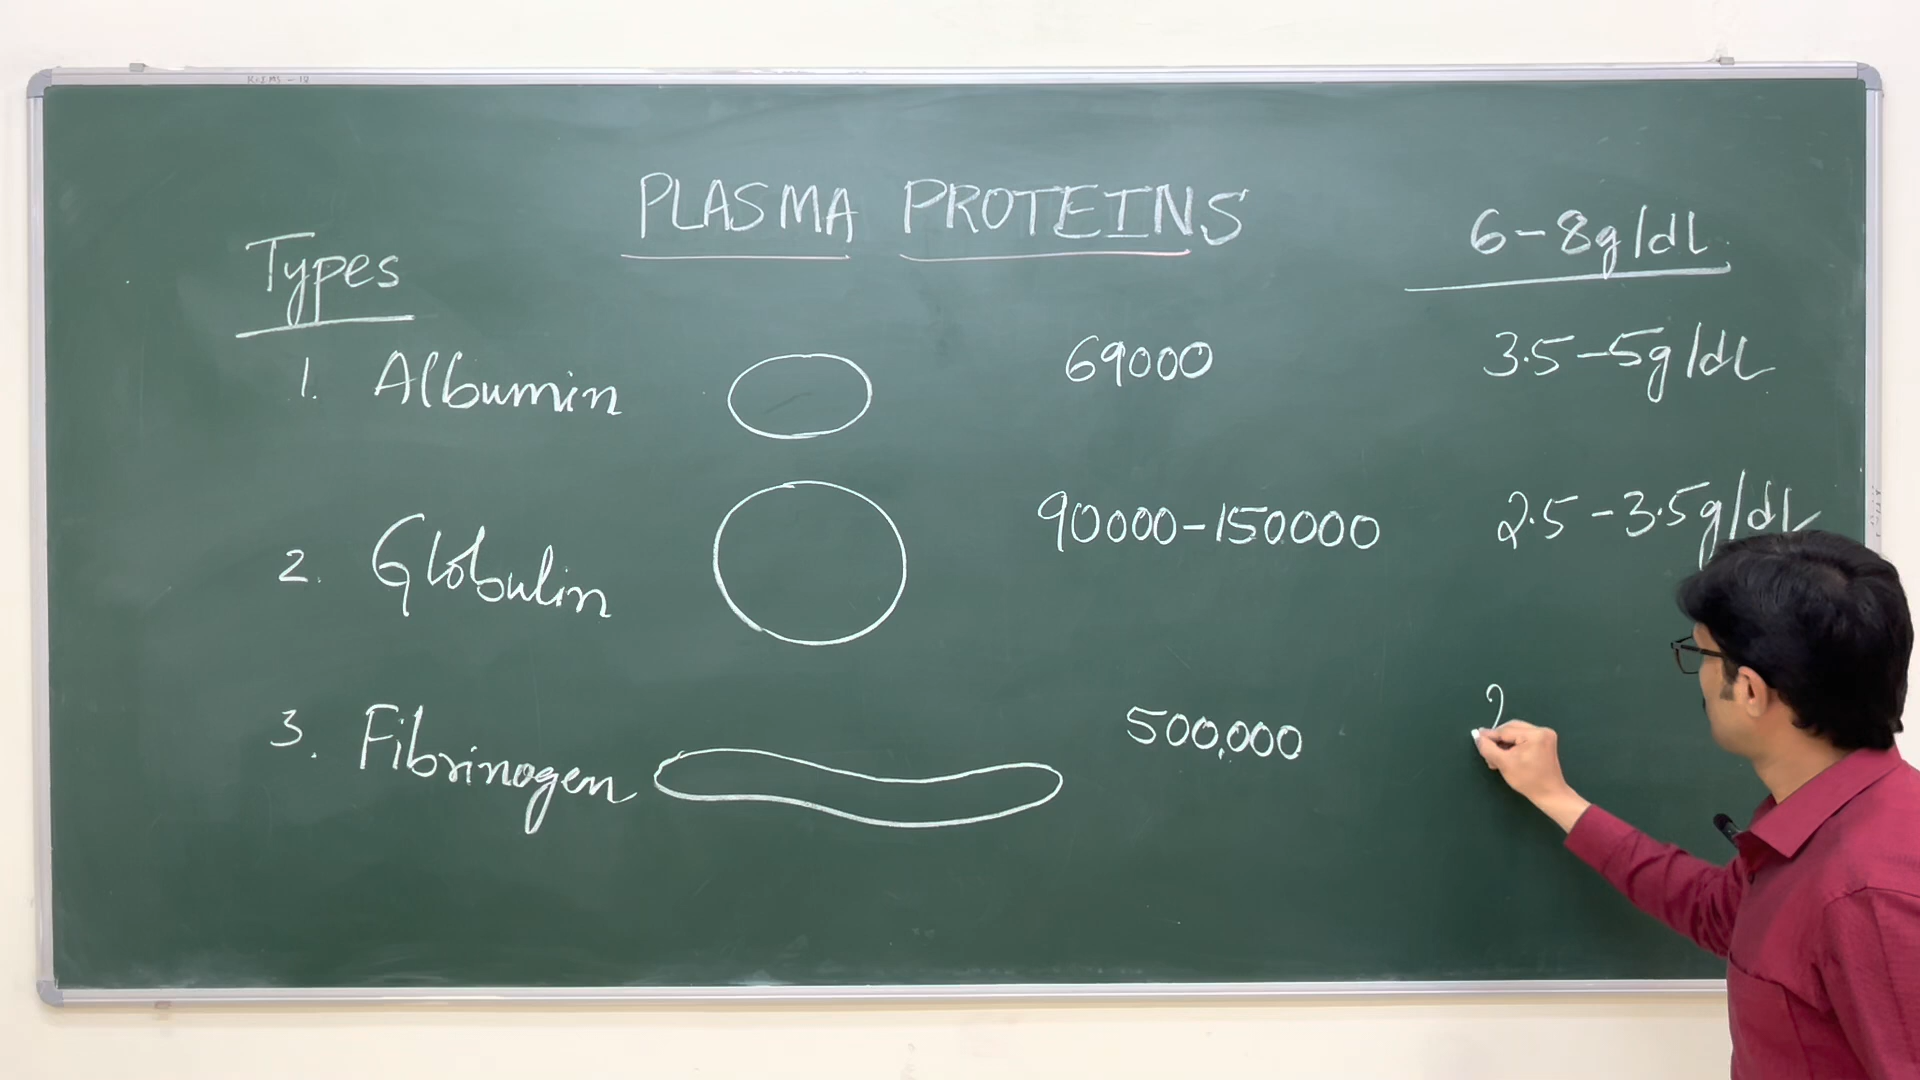 PLASMA PROTEINS
6-8g/dl
Types
1. Albumin 69000 3.5-5g/dL
2. Globulin 90000-150000 2.5-3.5g/dL
3. Fibrinogen 500,000 2